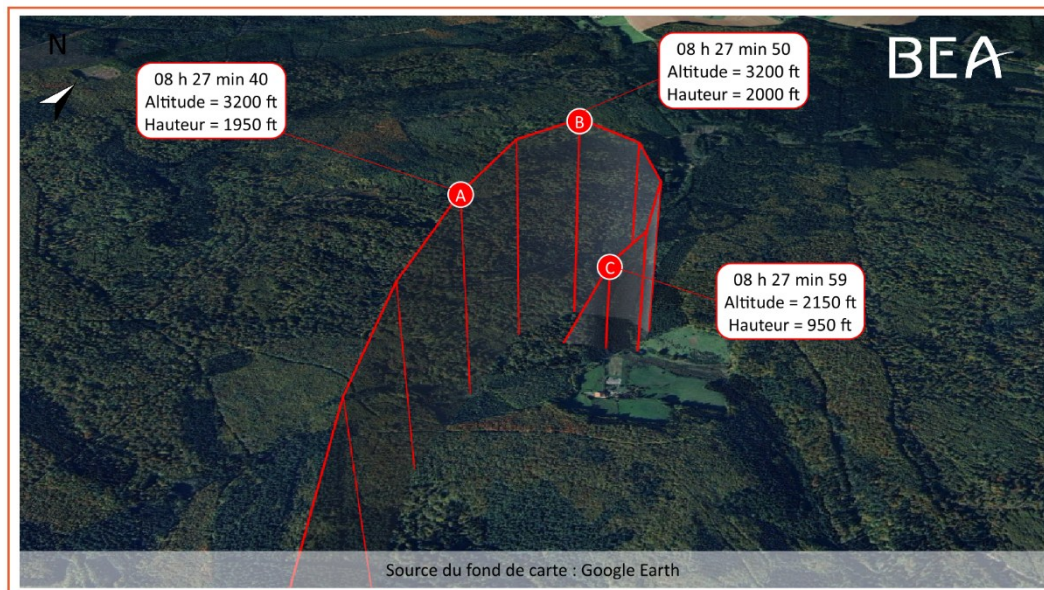 N
BEA
08 h 27 min 40
Altitude = 3200 ft
Hauteur = 1950 ft
08 h 27 min 50
Altitude = 3200 ft
Hauteur = 2000 ft
B
A
C
08 h 27 min 59
Altitude = 2150 ft
Hauteur = 950 ft
Source du fond de carte : Google Earth